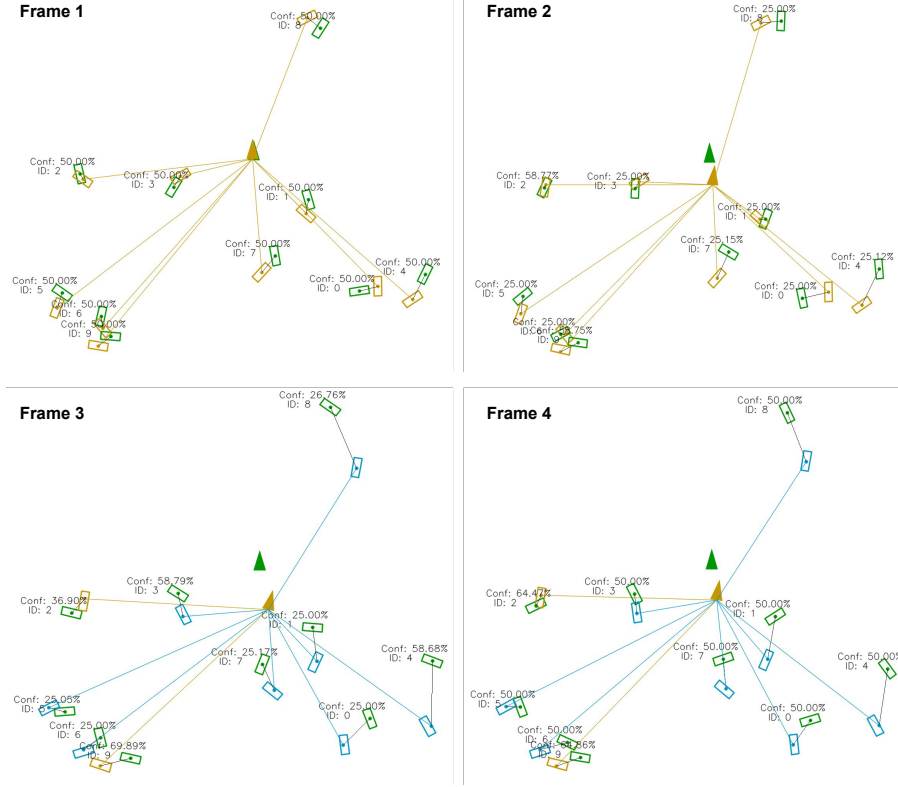 Frame 1
Conf: 50.00%
ID: 8
Conf: 50.00%
ID: 2
Conf: 50.00%
ID: 3
Conf: 50.00%
ID: 1
Conf: 50.00%
ID: 7
Conf: 50.00%
ID: 4
Conf: 50.00%
ID: 0
Conf: 50.00%
ID: 5
Conf: 50.00%
ID: 6
Conf: 50.00%
ID: 9
Frame 2
Conf: 25.00%
ID: 8
Conf: 58.77%
ID: 2
Conf: 25.00%
ID: 3
Conf: 25.00%
ID: 1
Conf: 25.15%
ID: 7
Conf: 25.12%
ID: 4
Conf: 25.00%
ID: 0
Conf: 25.00%
ID: 5
Conf: 25.00%
ID: 6
ID: 9
Frame 3
Conf: 26.76%
ID: 8
Conf: 58.79%
ID: 3
Conf: 36.90%
ID: 2
Conf: 25.00%
ID: 1
Conf: 25.17%
ID: 7
Conf: 58.68%
ID: 4
Conf: 25.00%
ID: 0
Conf: 25.05%
Conf: 25.00%
ID: 6
Conf: 69.89%
ID: 9
Frame 4
Conf: 50.00%
ID: 8
Conf: 50.00%
ID: 3
Conf: 64.47%
ID: 2
Conf: 50.00%
ID: 1
Conf: 50.00%
ID: 7
Conf: 50.00%
ID: 4
Conf: 50.00%
ID: 0
Conf: 50.00%
ID: 5
Conf: 50.00%
ID: 6
ID: 9